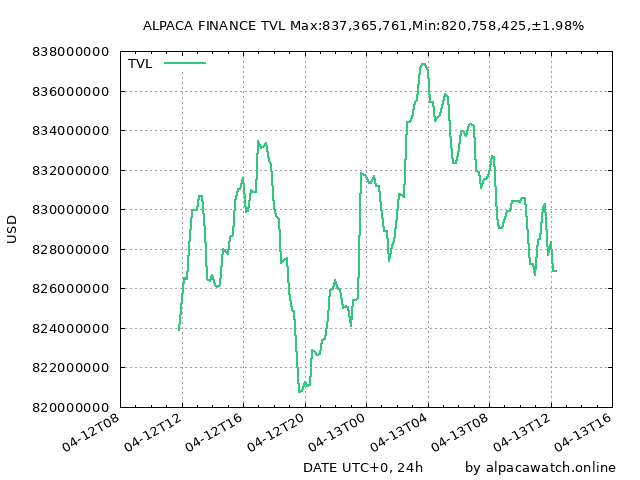 ALPACA FINANCE TVL Max:837,365,761,Min:820,758,425,±1.98%
838000000
TVL
836000000
834000000
832000000
830000000
USD
828000000
826000000
824000000
822000000
820000000
04-12T08 04-12T12 04-12T16 04-12T20 04-13T00 04-13T04 04-13T08 04-13T12 04-13T16
DATE UTC+0, 24h by alpacawatch.online